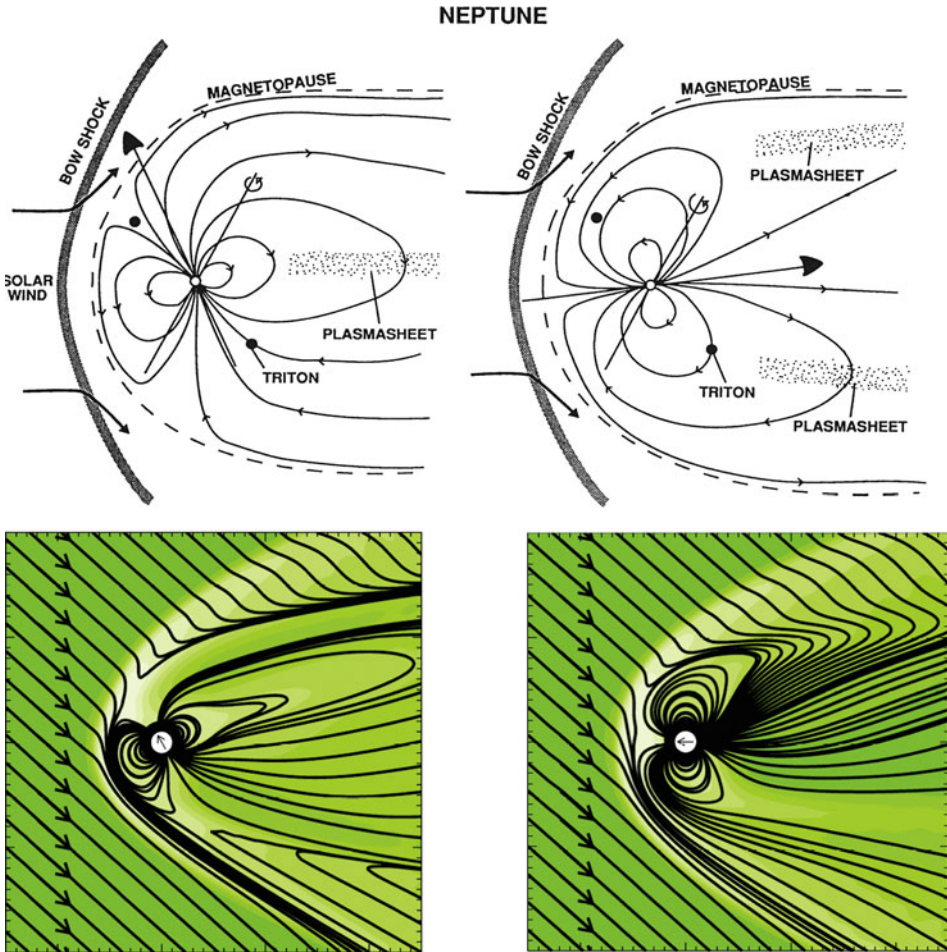 NEPTUNE
BOW SHOCK
MAGNETOPAUSE
SOLAR
WIND
PLASMASHEET
TRITON
BOW SHOCK
MAGNETOPAUSE
PLASMASHEET
TRITON
PLASMASHEET